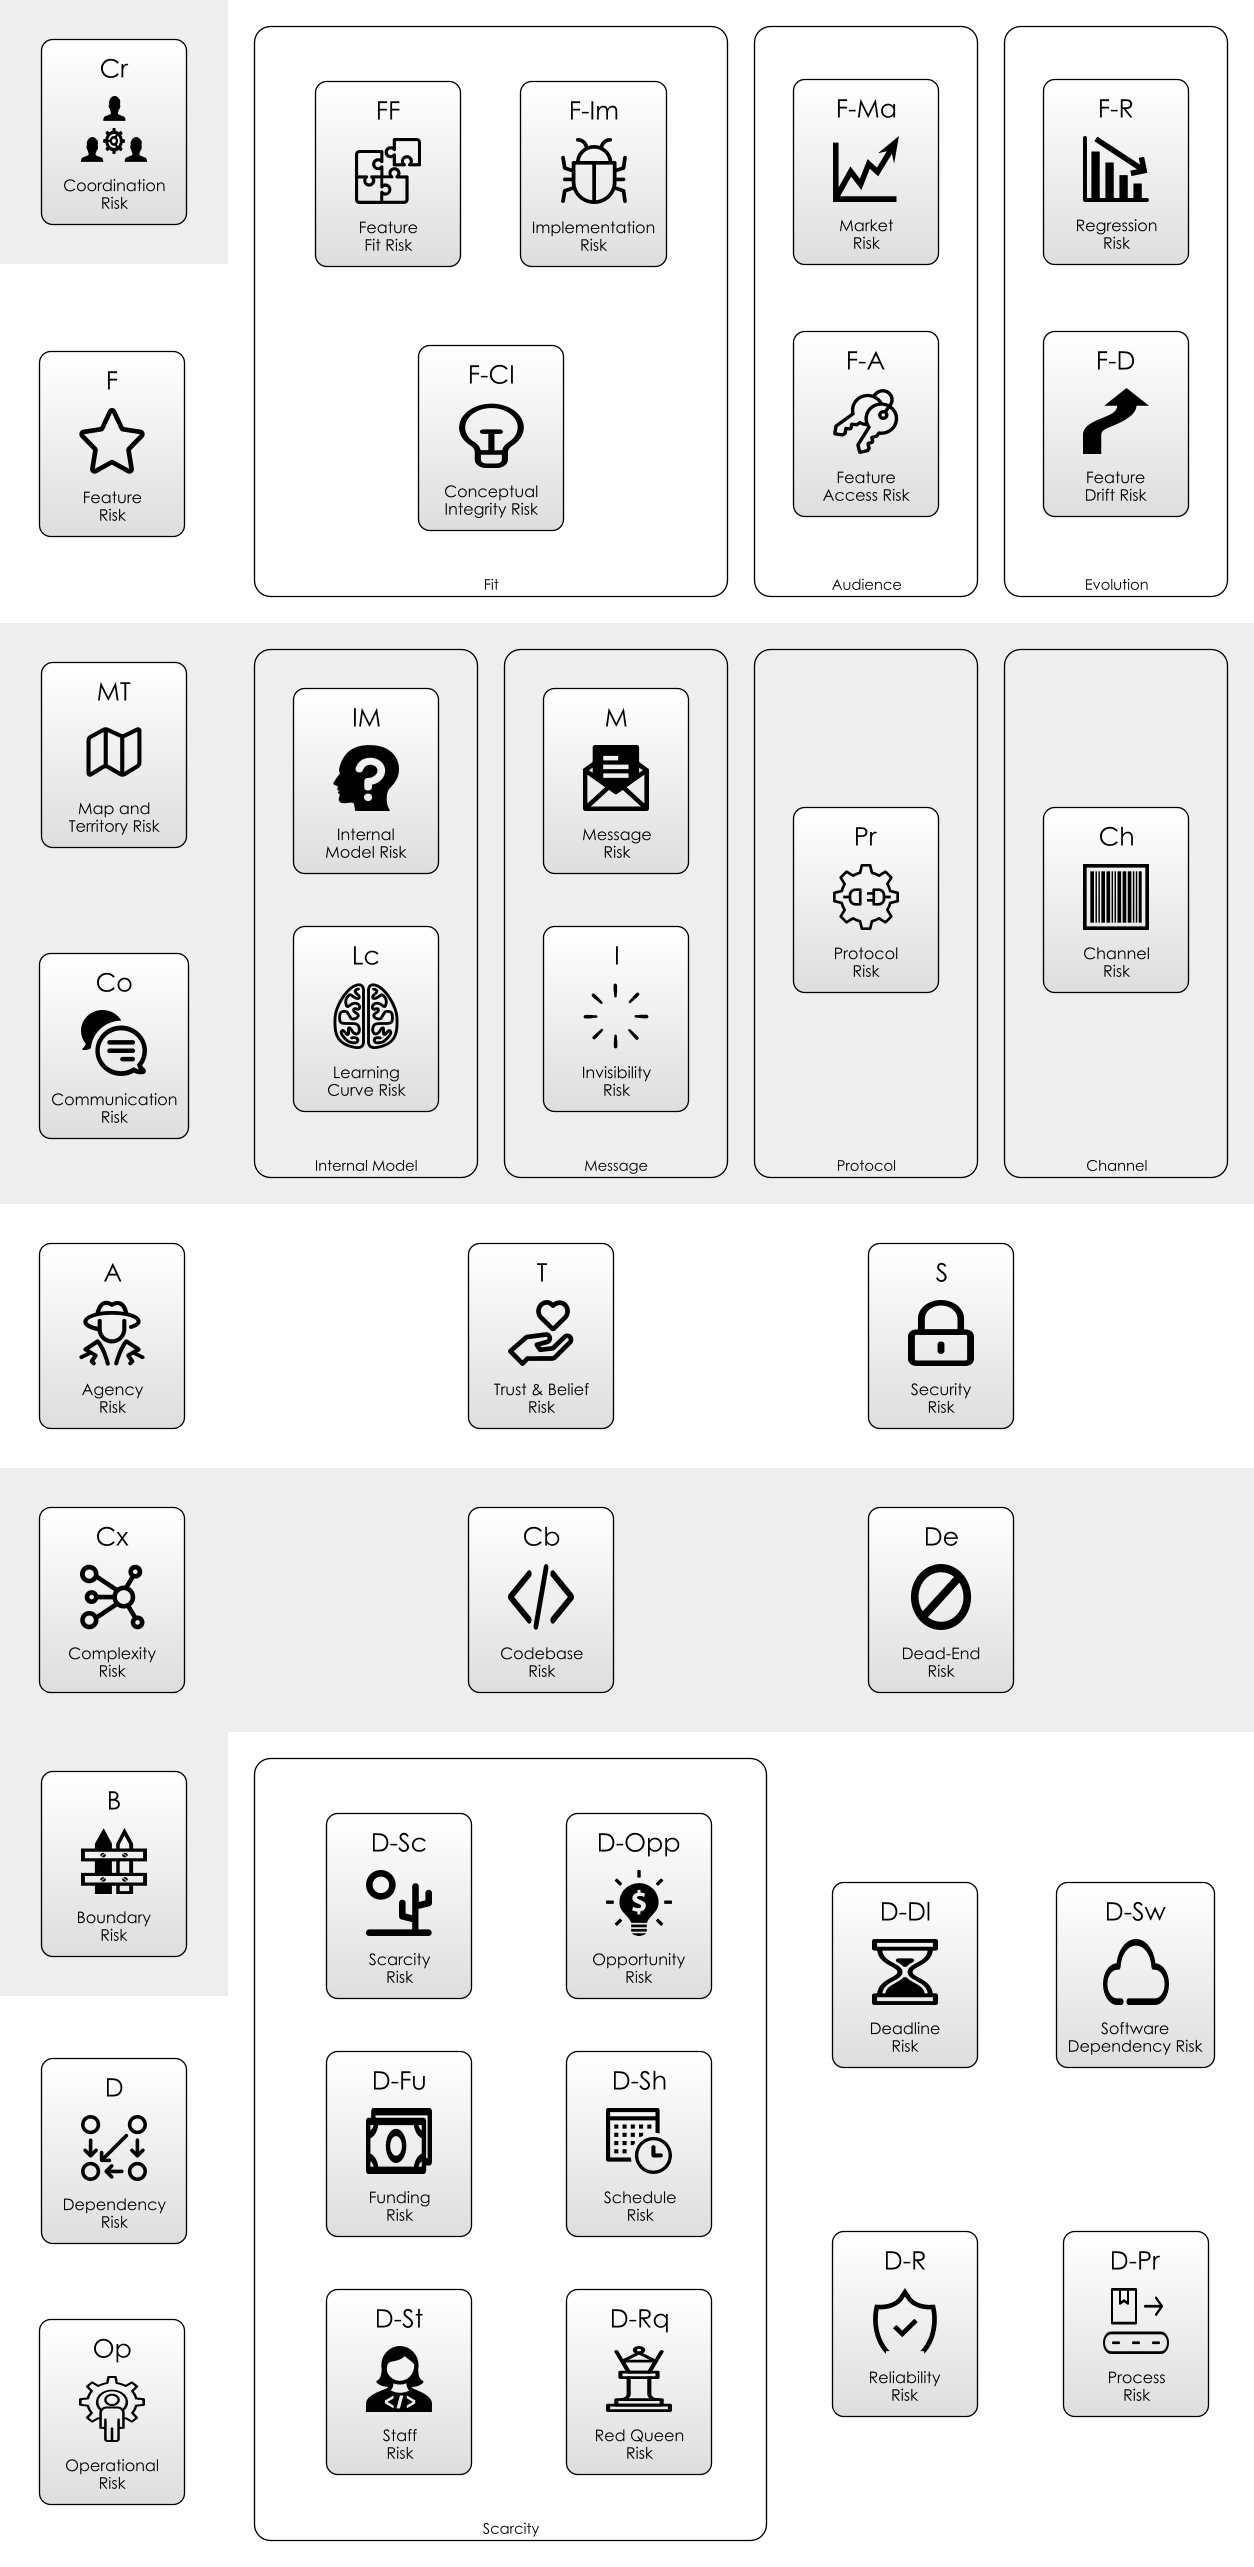 Cr
Coordination
Risk
FF
Feature
Fit Risk
F-Im
Implementation
Risk
F-Ma
Market
Risk
F-R
Regression
Risk
F
Feature
Risk
F-CI
Conceptual
Integrity Risk
F-A
Feature
Access Risk
F-D
Feature
Drift Risk
Fit
Audience
Evolution
MT
Map and
Territory Risk
IM
Internal
Model Risk
M
Message
Risk
Pr
Protocol
Risk
Ch
Channel
Risk
Co
Communication
Risk
Lc
Learning
Curve Risk
I
Invisibility
Risk
Internal Model
Message
Protocol
Channel
A
Agency
Risk
T
Trust & Belief
Risk
S
Security
Risk
Cx
Complexity
Risk
Cb
Codebase
Risk
De
Dead-End
Risk
B
Boundary
Risk
D-Sc
Scarcity
Risk
D-Opp
Opportunity
Risk
D-Dl
Deadline
Risk
D-Sw
Software
Dependency Risk
D
Dependency
Risk
D-Fu
Funding
Risk
D-Sh
Schedule
Risk
D-R
Reliability
Risk
D-Pr
Process
Risk
Op
Operational
Risk
D-St
Staff
Risk
D-Rq
Red Queen
Risk
Scarcity